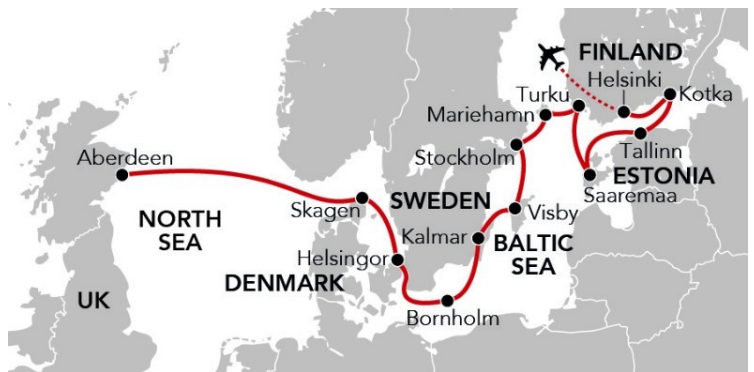 FINLAND
Helsinki
Turku
Kotka
Mariehamn
Aberdeen
Stockholm
Tallinn
ESTONIA
Saaremaa
SWEDEN
Skagen
Visby
NORTH
SEA
Kalmar
BALTIC
SEA
Helsingor
DENMARK
UK
Bornholm